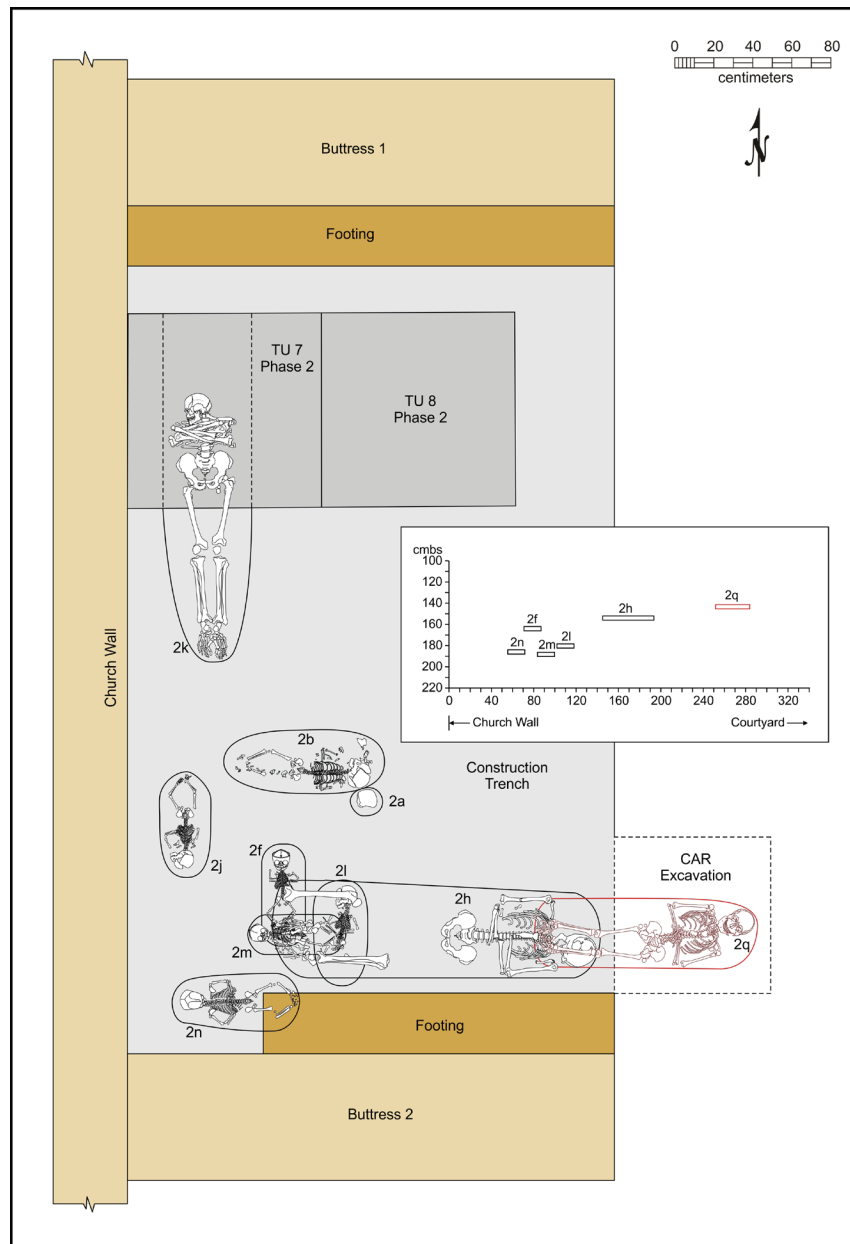 0 20 40 60 80
centimeters
N
Buttress 1
Footing
TU 7
Phase 2
TU 8
Phase 2
Church Wall
2k
cmbs
100
120
140
160
180
200
220
2q
2h
2f
2l
2n
2m
0 40 80 120 160 200 240 280 320
Church Wall
Courtyard
2b
Construction
Trench
2a
2j
2f
2l
CAR
Excavation
2h
2m
2q
2n
Footing
Buttress 2